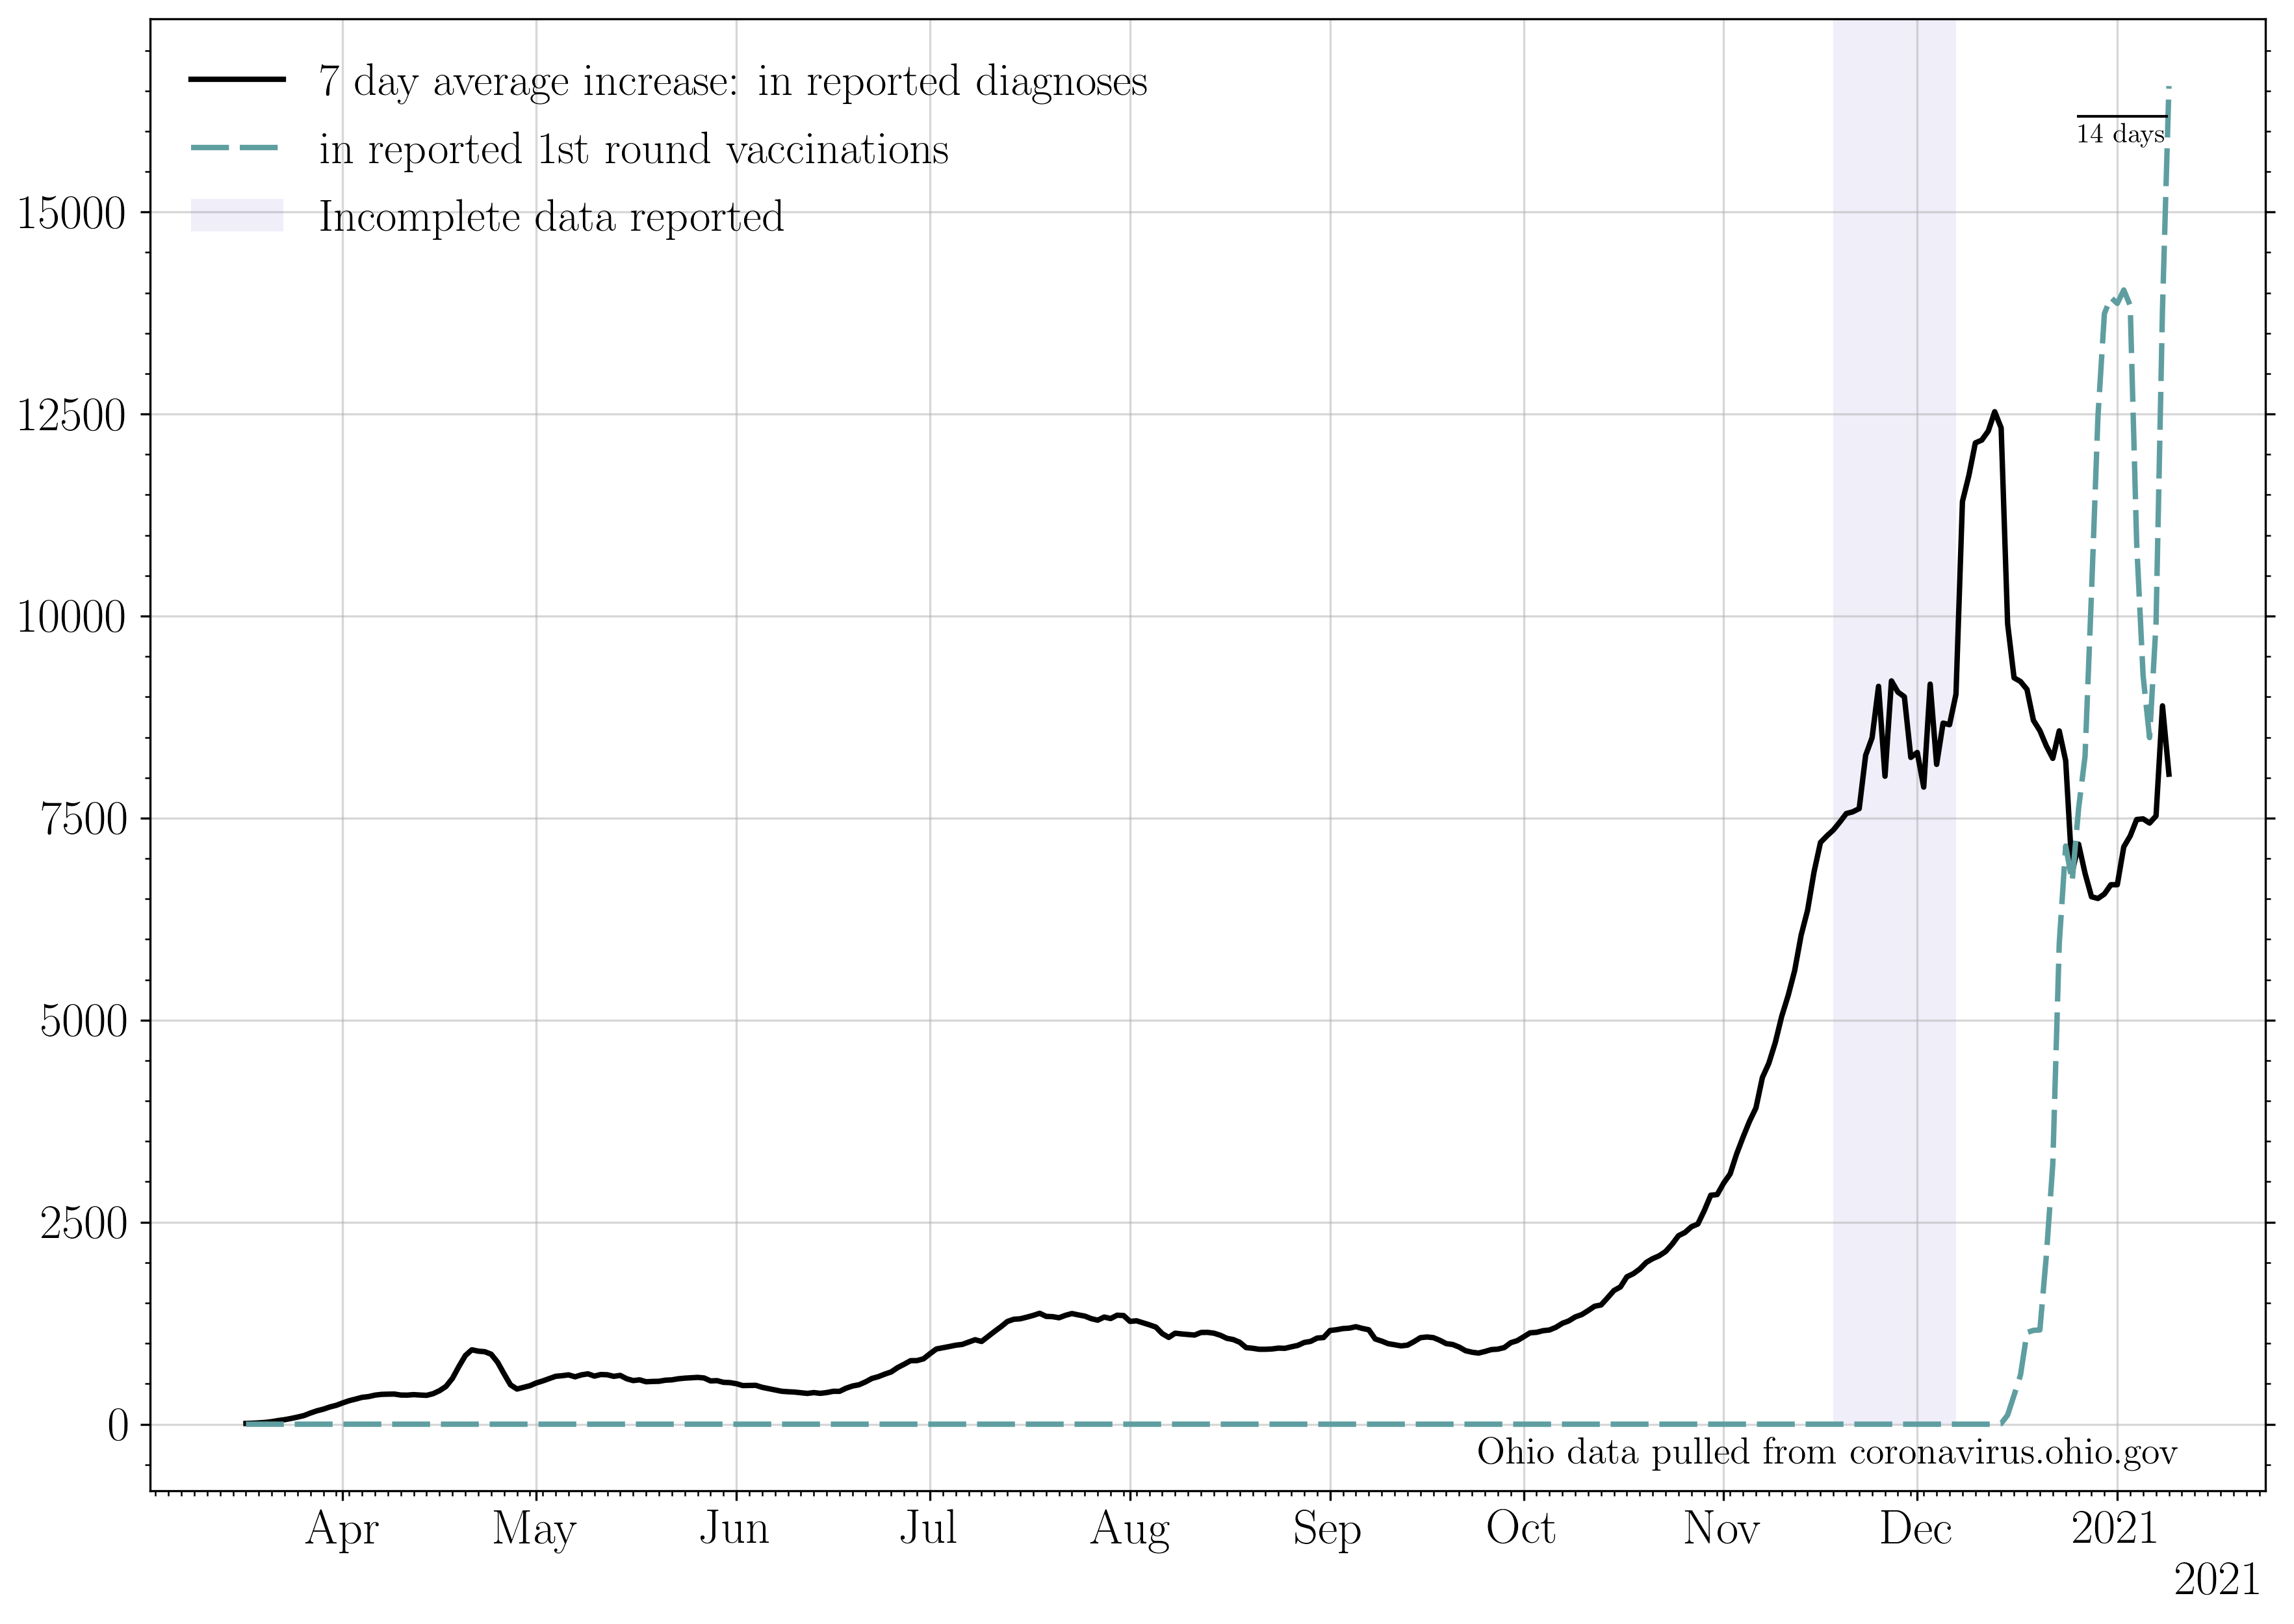 7 day average increase: in reported diagnoses
in reported 1st round vaccinations
Incomplete data reported
14 days
15000
12500
10000
7500
5000
2500
0
Ohio data pulled from coronavirus.ohio.gov
Apr May Jun Jul Aug Sep Oct Nov Dec 2021
2021